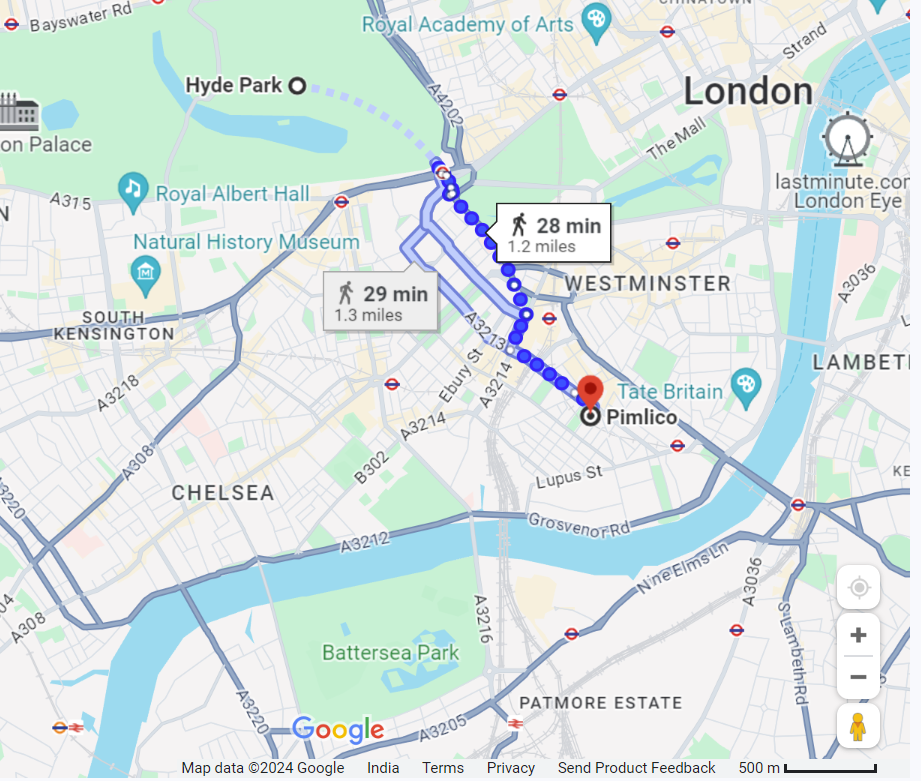 Bayswater Rd
CHINATOWN
Royal Academy of Arts
Strand
Hyde Park
A4202
London
on Palace
The Mall
A315
Royal Albert Hall
lastminute.com
London Eye
N
28 min
1.2 miles
Natural History Museum
A3036
WESTMINSTER
29 min
1.3 miles
SOUTH
KENSINGTON
A3213
LAMBET
Ebury St
A3214
A3218
Tate Britain
Pimlico
A3214
A308
B302
KE
Lupus St
CHELSEA
A3220
Grosvenor Rd
A3212
Nine Elms Ln
A3036
04
A308
A3216
S Lambeth Rd
Battersea Park
A3220
PATMORE ESTATE
Google
A3205
Map data ©2024 Google India Terms Privacy Send Product Feedback 500 m